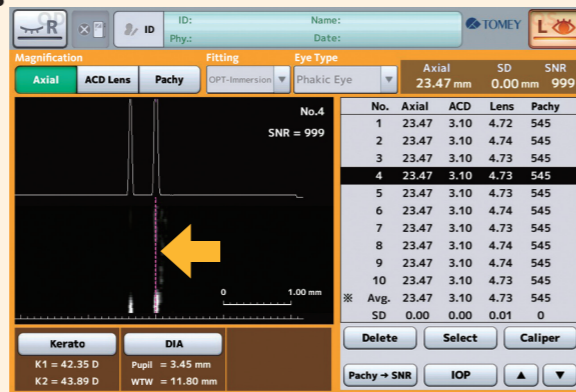 R
ID
ID: Name:
Phy.: Date:
TOMEY
L
Magnification Fitting Eye Type
Axial ACD Lens Pachy OPT-Immersion Phakic Eye
Axial SD SNR
23.47 mm 0.00 mm 999
No.4
SNR = 999
0 1.00 mm
No. Axial ACD Lens Pachy
1 23.47 3.10 4.72 545
2 23.47 3.10 4.74 545
3 23.47 3.10 4.73 545
4 23.47 3.10 4.73 545
5 23.47 3.10 4.73 545
6 23.47 3.10 4.74 545
7 23.47 3.10 4.73 545
8 23.47 3.10 4.74 545
9 23.47 3.10 4.74 545
10 23.47 3.10 4.73 545
※ Avg. 23.47 3.10 4.73 545
SD 0.00 0.00 0.01 0
Kerato DIA
K1 = 42.35 D Pupil = 3.45 mm
K2 = 43.89 D WTW = 11.80 mm
Delete Select Caliper
Pachy → SNR IOP ▲ ▼